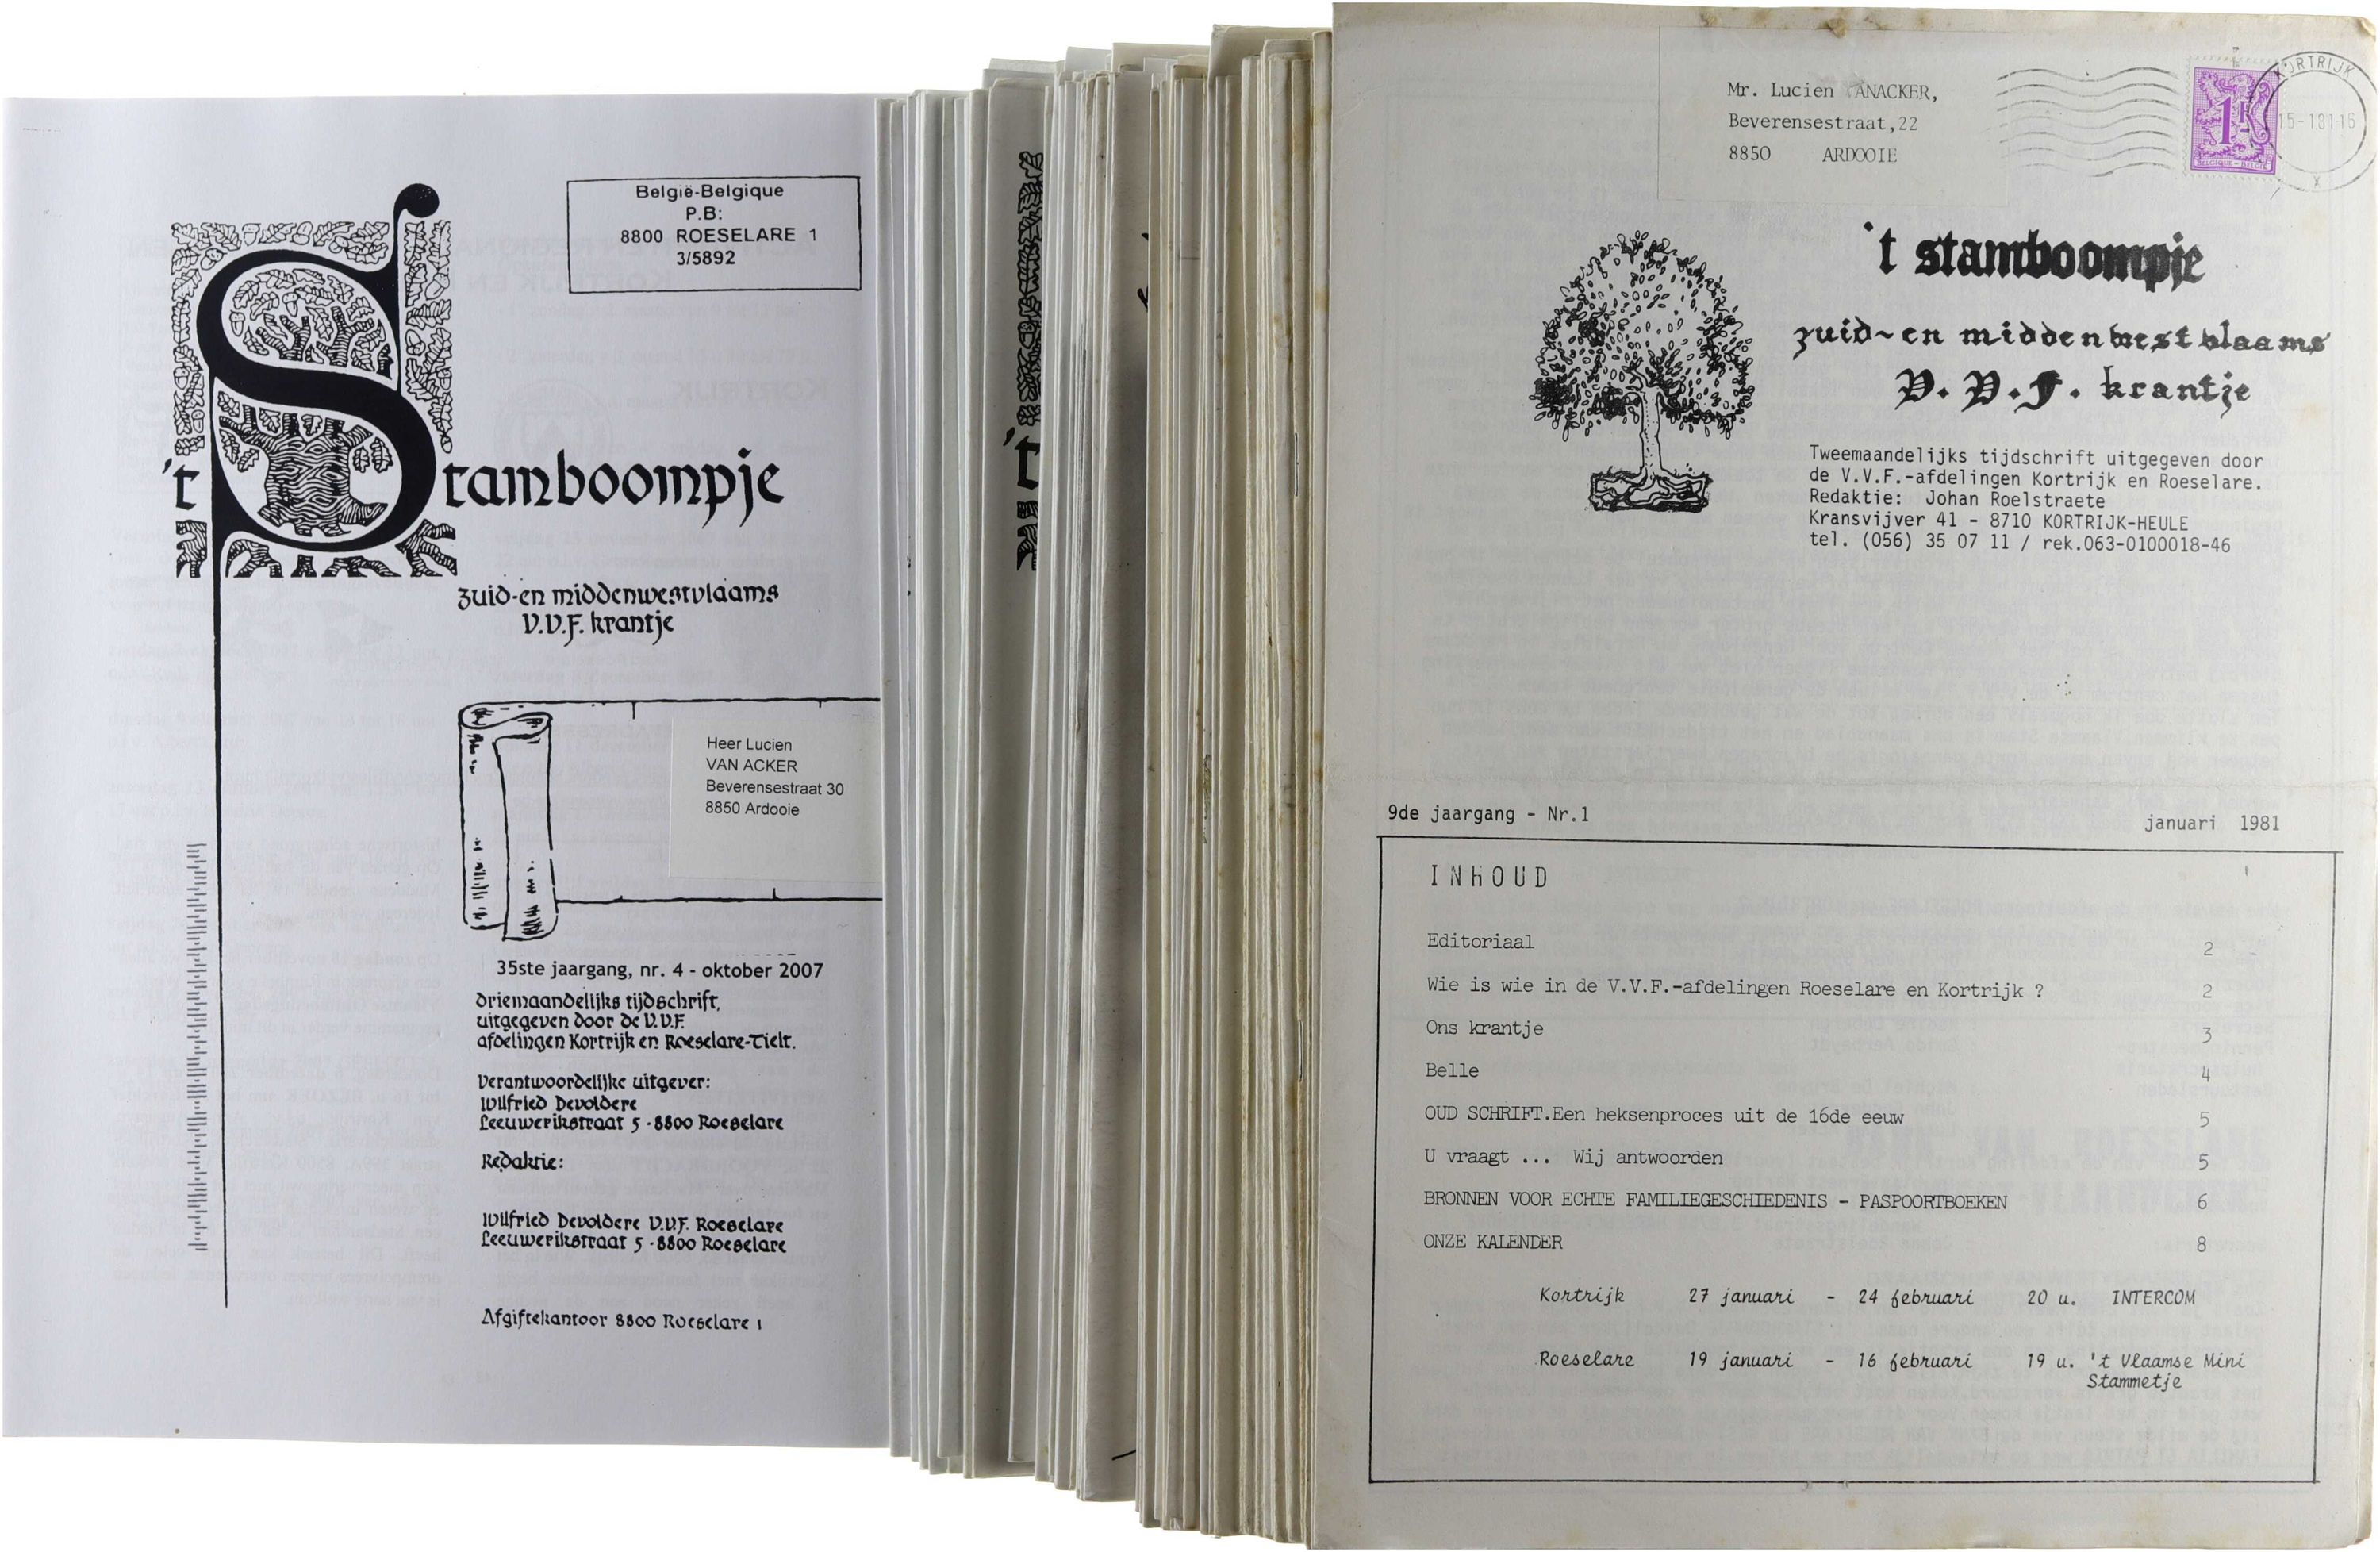 België-Belgique
P.B:
8800 ROESELARE 1
3/5892
't Stamboompje
zuid-en middenwestvlaams
V.V.F. krantje
Heer Lucien
VAN ACKER
Beverensestraat 30
8850 Ardooie
35ste jaargang, nr. 4 - oktober 2007
driemaandelijks tijdschrift,
uitgegeven door de V.V.F.
afdelingen Kortrijk en Roeselare-Tielt.
Verantwoordelijke uitgever:
Wilfried Devoldere
Leeuwerikstraat 5 - 8800 Roeselare
Redaktie:
Wilfried Devoldere V.V.F. Roeselare
Leeuwerikstraat 5 - 8800 Roeselare
Afgiftekantoor 8800 Roeselare 1
't
Mr. Lucien ANACKER,
Beverensestraat,22
8850 ARDOOIE
1F
BELGIQUE-BELGIË
KORTRIJK
15-1.81-16
X
't stamboompje
zuid-en middenwestvlaams
V.V.F. krantje
Tweemaandelijks tijdschrift uitgegeven door
de V.V.F.-afdelingen Kortrijk en Roeselare.
Redaktie: Johan Roelstraete
Kransvijver 41 - 8710 KORTRIJK-HEULE
tel. (056) 35 07 11 / rek.063-0100018-46
9de jaargang - Nr.1 januari 1981
INHOUD
Editoriaal 2
Wie is wie in de V.V.F.-afdelingen Roeselare en Kortrijk ? 2
Ons krantje 3
Belle 4
OUD SCHRIFT.Een heksenproces uit de 16de eeuw 5
U vraagt ... Wij antwoorden 5
BRONNEN VOOR ECHTE FAMILIEGESCHIEDENIS - PASPOORTBOEKEN 6
ONZE KALENDER 8
Kortrijk 27 januari - 24 februari 20 u. INTERCOM
Roeselare 19 januari - 16 februari 19 u. 't Vlaamse Mini
Stammetje